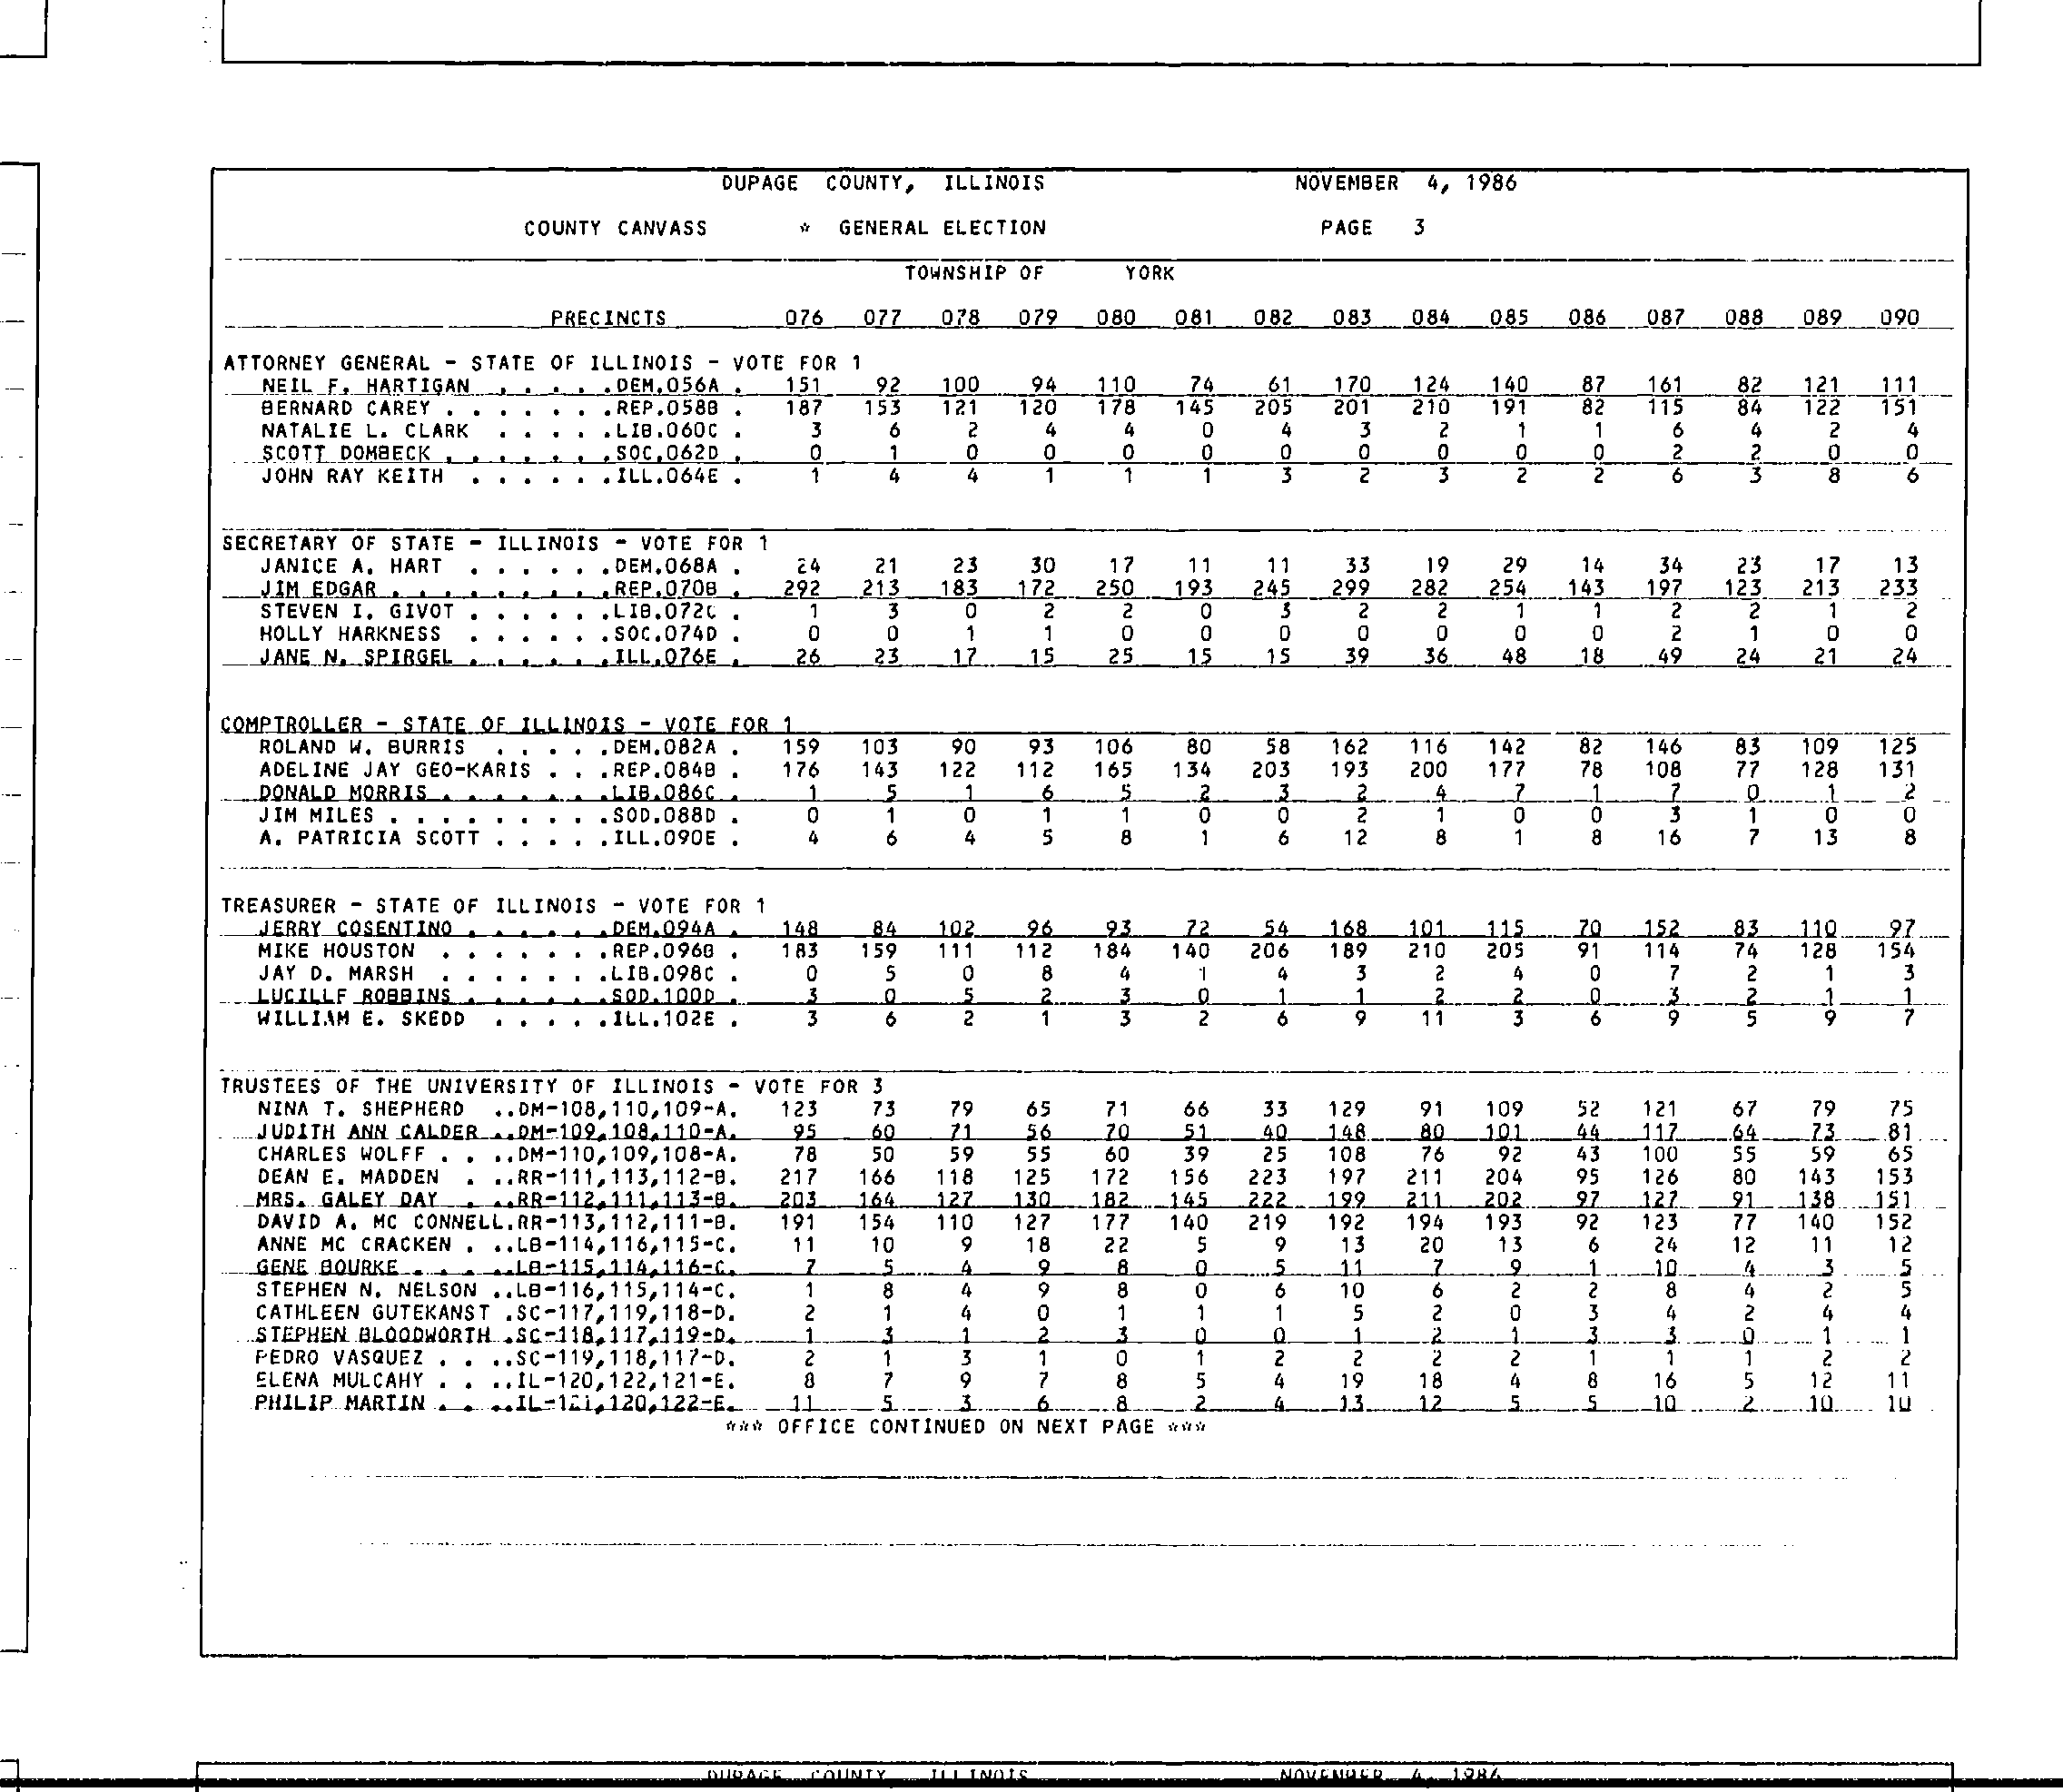 DUPAGE COUNTY, ILLINOIS NOVEMBER 4, 1986
COUNTY CANVASS * GENERAL ELECTION PAGE 3
TOWNSHIP OF YORK
PRECINCTS 076 077 078 079 080 081 082 083 084 085 086 087 088 089 090
ATTORNEY GENERAL - STATE OF ILLINOIS - VOTE FOR 1
NEIL F. HARTIGAN . . . . . .DEM.056A . 151 92 100 94 110 74 61 170 124 140 87 161 82 121 111
BERNARD CAREY . . . . . . .REP.058B . 187 153 121 120 178 145 205 201 210 191 82 115 84 122 151
NATALIE L. CLARK . . . . . .LIB.060C . 3 6 2 4 4 0 4 3 2 1 1 6 4 2 4
SCOTT DOMBECK . . . . . . .SOC.062D . 0 1 0 0 0 0 0 0 0 0 0 2 2 0 0
JOHN RAY KEITH . . . . . .ILL.064E . 1 4 4 1 1 1 3 2 3 2 2 6 3 8 6
SECRETARY OF STATE - ILLINOIS - VOTE FOR 1
JANICE A. HART . . . . . .DEM.068A . 24 21 23 30 17 11 11 33 19 29 14 34 23 17 13
JIM EDGAR . . . . . . . . .REP.070B . 292 213 183 172 250 193 245 299 282 254 143 197 123 213 233
STEVEN I. GIVOT . . . . . .LIB.072C . 1 3 0 2 2 0 3 2 2 1 1 2 2 1 2
HOLLY HARKNESS . . . . . .SOC.074D . 0 0 1 1 0 0 0 0 0 0 0 2 1 0 0
JANE N. SPIRGEL . . . . . .ILL.076E . 26 23 17 15 25 15 15 39 36 48 18 49 24 21 24
COMPTROLLER - STATE OF ILLINOIS - VOTE FOR 1
ROLAND W. BURRIS . . . . .DEM.082A . 159 103 90 93 106 80 58 162 116 142 82 146 83 109 125
ADELINE JAY GEO-KARIS . . .REP.084B . 176 143 122 112 165 134 203 193 200 177 78 108 77 128 131
DONALD MORRIS . . . . . . .LIB.086C . 1 5 1 6 5 2 3 2 4 7 1 7 0 1 2
JIM MILES . . . . . . . . .SOD.088D . 0 1 0 1 1 0 0 2 1 0 0 3 1 0 0
A. PATRICIA SCOTT . . . . .ILL.090E . 4 6 4 5 8 1 6 12 8 1 8 16 7 13 8
TREASURER - STATE OF ILLINOIS - VOTE FOR 1
JERRY COSENTINO . . . . . .DEM.094A . 148 84 102 96 93 72 54 168 101 115 70 152 83 110 97
MIKE HOUSTON . . . . . . .REP.096B . 183 159 111 112 184 140 206 189 210 205 91 114 74 128 154
JAY D. MARSH . . . . . . .LIB.098C . 0 5 0 8 4 1 4 3 2 4 0 7 2 1 3
LUCILLE ROBBINS . . . . . .SOD.100D . 3 0 5 2 3 0 1 1 2 2 0 3 2 1 1
WILLIAM E. SKEDD . . . . .ILL.102E . 3 6 2 1 3 2 6 9 11 3 6 9 5 9 7
TRUSTEES OF THE UNIVERSITY OF ILLINOIS - VOTE FOR 3
NINA T. SHEPHERD ..DM-108,110,109-A. 123 73 79 65 71 66 33 129 91 109 52 121 67 79 75
JUDITH ANN CALDER ..DM-109,108,110-A. 95 60 71 56 70 51 40 148 80 101 44 117 64 73 81
CHARLES WOLFF . . ..DM-110,109,108-A. 78 50 59 55 60 39 25 108 76 92 43 100 55 59 65
DEAN E. MADDEN . ..RR-111,113,112-B. 217 166 118 125 172 156 223 197 211 204 95 126 80 143 153
MRS. GALEY DAY . ..RR-112,111,113-B. 203 164 127 130 182 145 222 199 211 202 97 127 91 138 151
DAVID A. MC CONNELL.RR-113,112,111-B. 191 154 110 127 177 140 219 192 194 193 92 123 77 140 152
ANNE MC CRACKEN . ..LB-114,116,115-C. 11 10 9 18 22 5 9 13 20 13 6 24 12 11 12
GENE BOURKE . . . ..LB-115,114,116-C. 7 5 4 9 8 0 5 11 7 9 1 10 4 3 5
STEPHEN N. NELSON ..LB-116,115,114-C. 1 8 4 9 8 0 6 10 6 2 2 8 4 2 5
CATHLEEN GUTEKANST .SC-117,119,118-D. 2 1 4 0 1 1 1 5 2 0 3 4 2 4 4
STEPHEN BLOODWORTH .SC-118,117,119-D. 1 3 1 2 3 0 0 1 2 1 3 3 0 1 1
PEDRO VASQUEZ . . ..SC-119,118,117-D. 2 1 3 1 0 1 2 2 2 2 1 1 1 2 2
ELENA MULCAHY . . ..IL-120,122,121-E. 8 7 9 7 8 5 4 19 18 4 8 16 5 12 11
PHILIP MARTIN . . ..IL-121,120,122-E. 11 5 3 6 8 2 4 13 12 5 5 10 2 10 10
*** OFFICE CONTINUED ON NEXT PAGE ***
DUPAGE COUNTY, ILLINOIS NOVEMBER 4, 1986